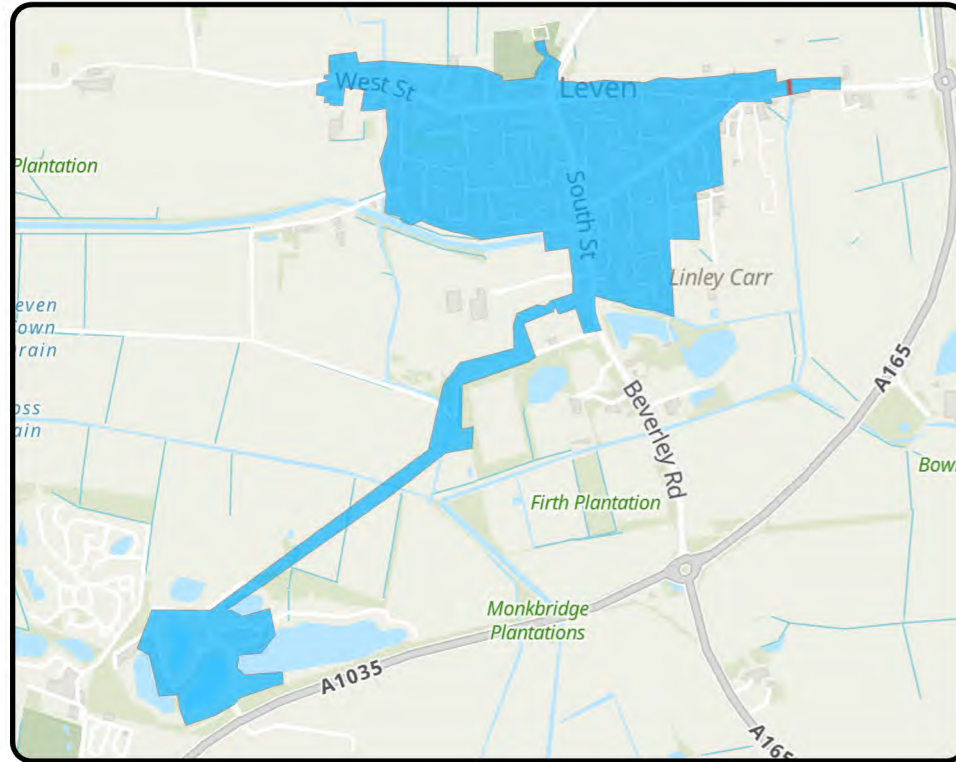 West St
Leven
Plantation
South St
Linley Carr
even
own
rain
A165
oss
ain
Beverley Rd
Bow
Firth Plantation
Monkbridge
Plantations
A1035
A165